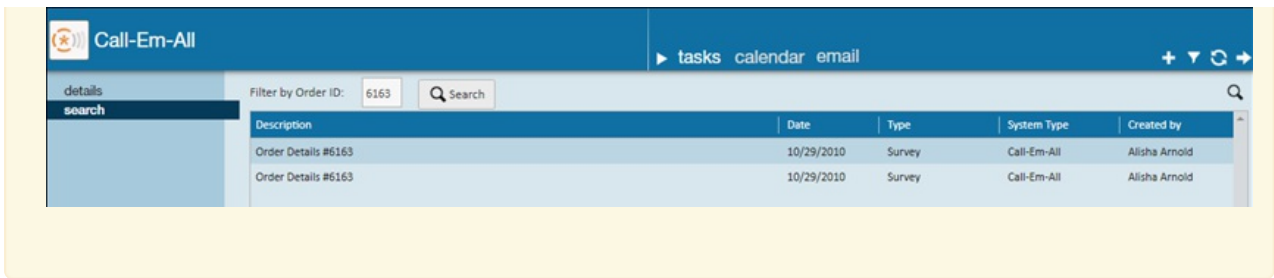 Call-Em-All
tasks calendar email
details
search
Filter by Order ID: 6163 Search
Description Date Type System Type Created by
Order Details #6163 10/29/2010 Survey Call-Em-All Alisha Arnold
Order Details #6163 10/29/2010 Survey Call-Em-All Alisha Arnold